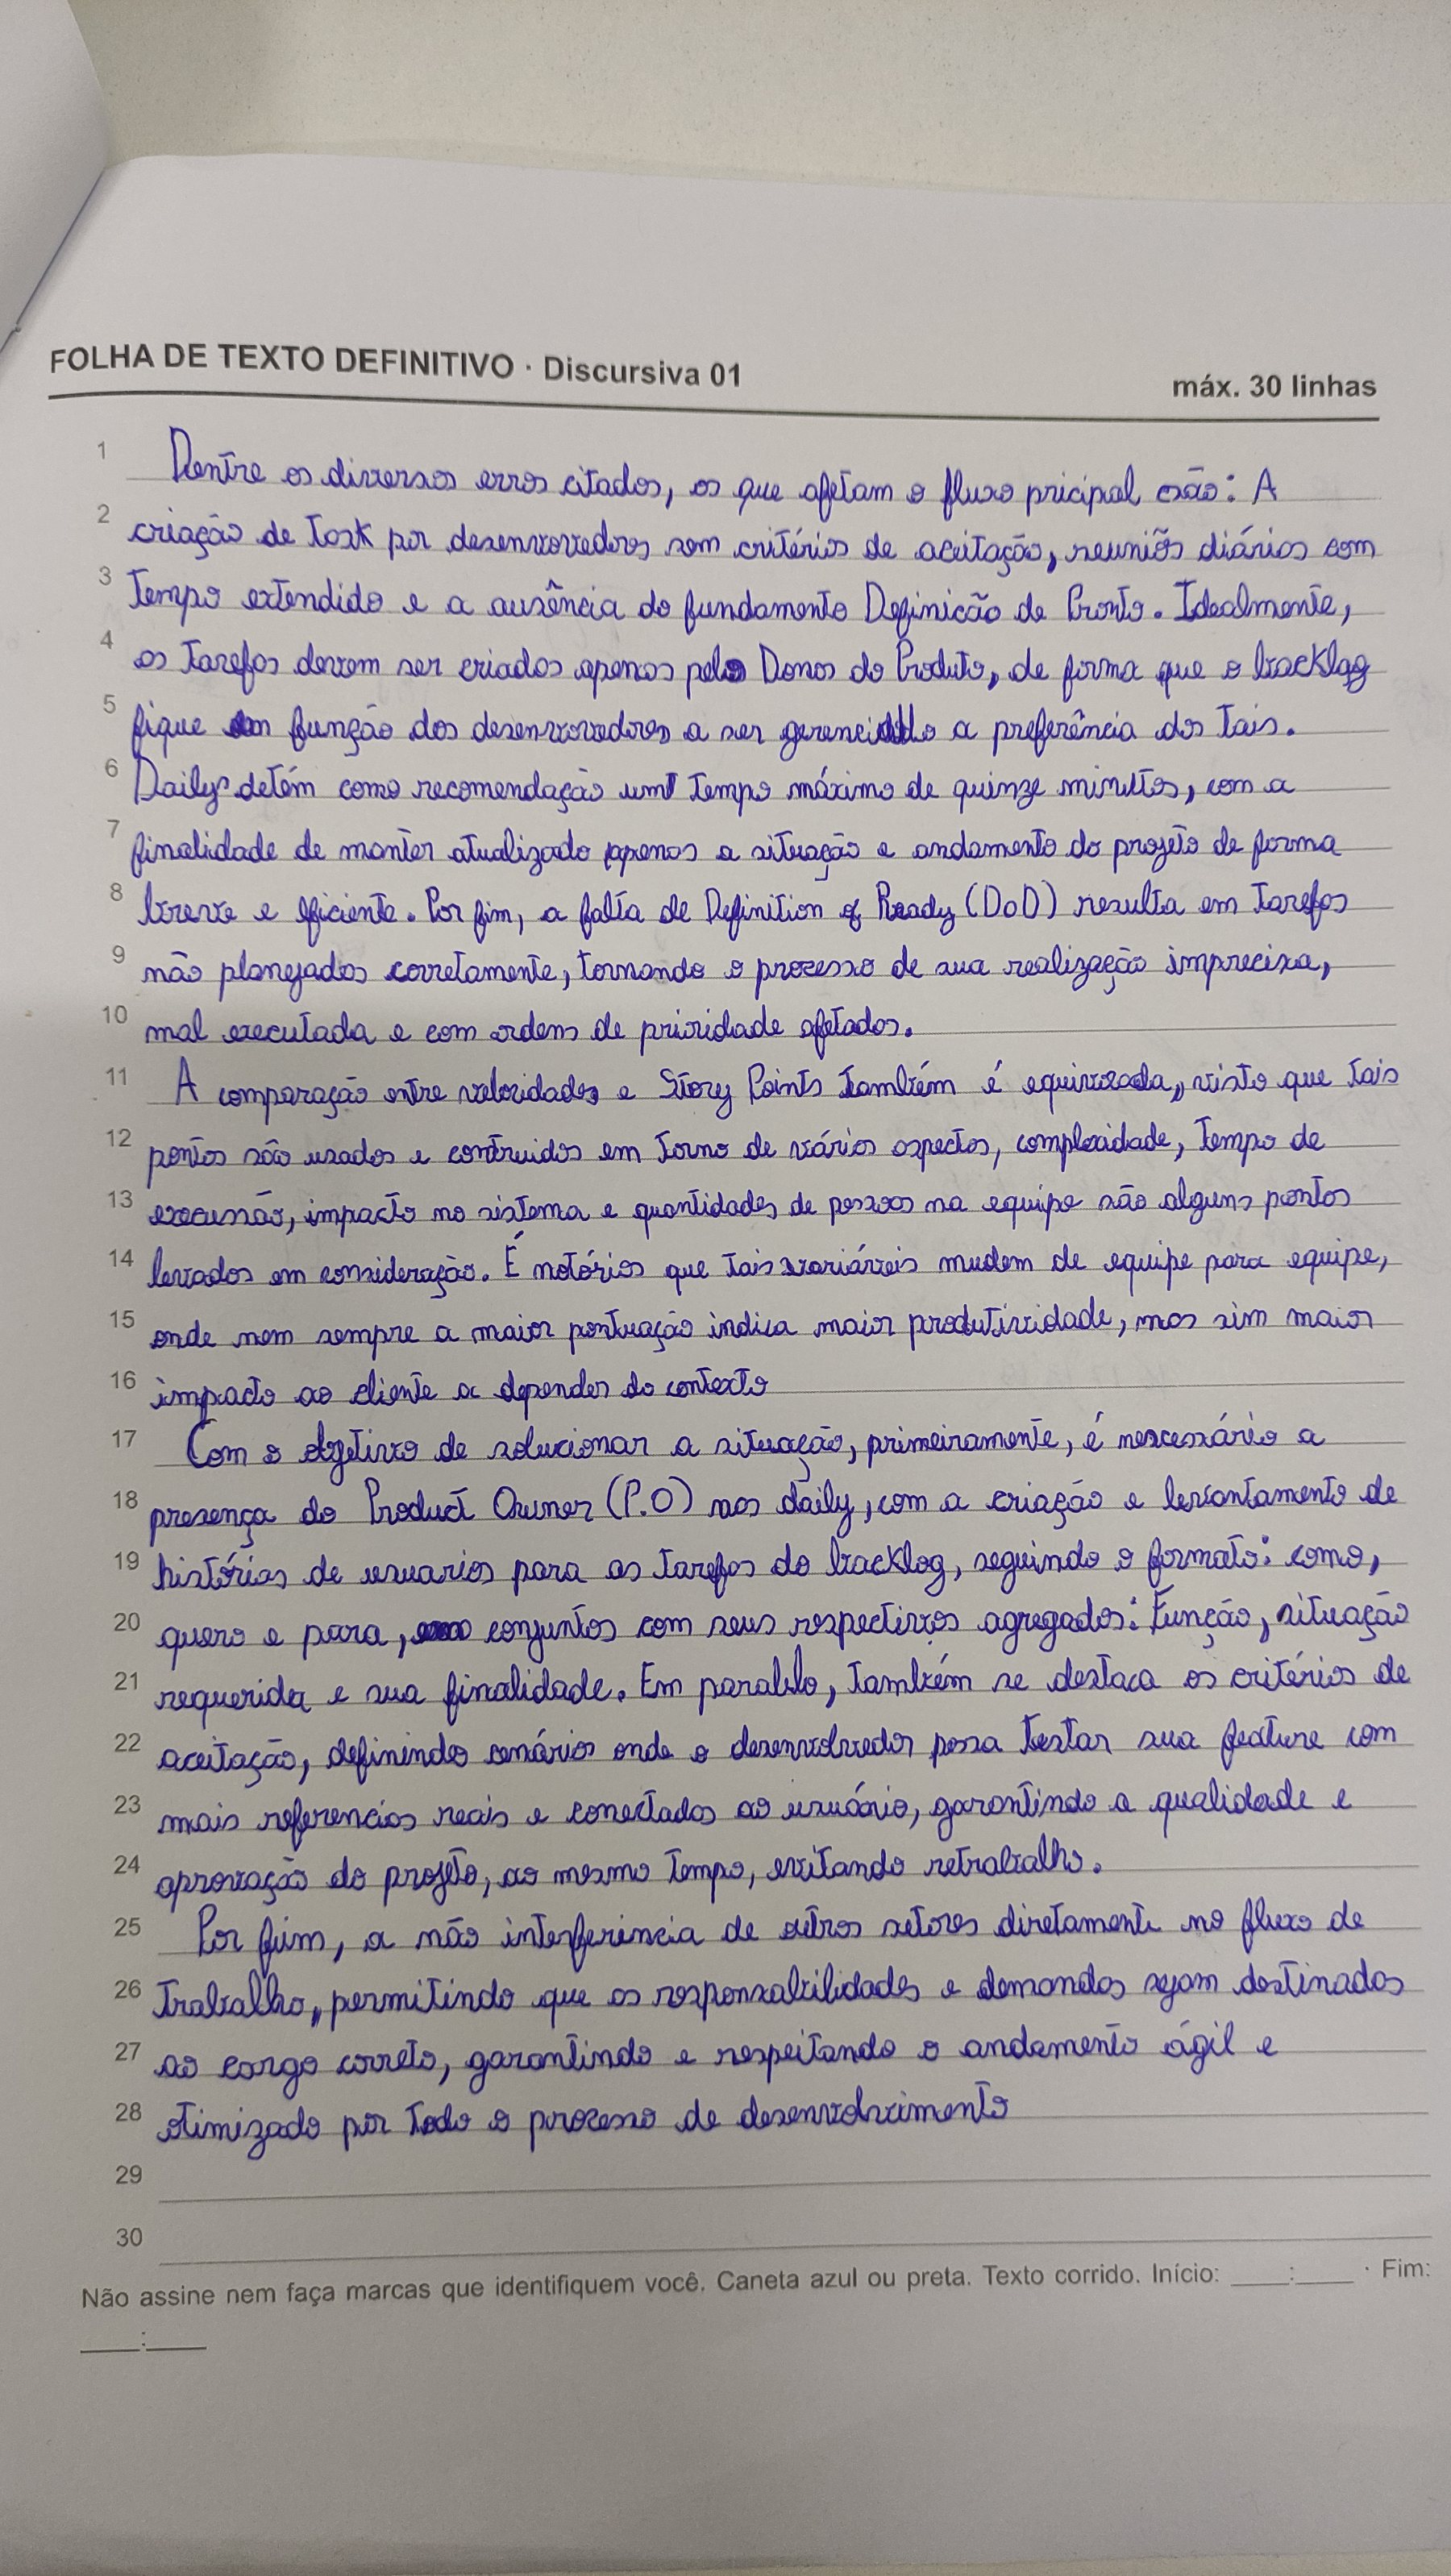 FOLHA DE TEXTO DEFINITIVO · Discursiva 01
máx. 30 linhas
1 Dentre os diversos erros citados, os que afetam o fluxo pricipal são: A
2 criação de Task por desenvolvedores sem critérios de aceitação, reuniõs diárias com
3 tempo extendido e a ausência do fundamento Definicão de Pronto. Idealmente,
4 as tarefas devem ser criadas apenas pelo Donos do Produto, de forma que o backlog
5 fique em função dos desenvovedores a ser gerenciado a preferência dos tais.
6 Dailys detém como recomendação um tempo máximo de quinze minutos, com a
7 finalidade de manter atualizado apenas a situação e andamento do projeto de forma
8 breve e eficiente. Por fim, a falta de Definition of Ready (DoD) resulta em tarefas
9 não planejadas corretamente, tornando o processo de sua realização imprecisa,
10 mal executada e com ordens de prioridade afetadas.
11 A comparação entre velocidades e Story Points também é equivocada, visto que tais
12 pontos são usados e contruidos em torno de vários aspectos, complexidade, tempo de
13 execussão, impacto no sistema e quantidades de pessoas na equipe são alguns pontos
14 levados em consideração. É notórios que tais variáveis mudem de equipe para equipe,
15 onde nem sempre a maior pontuação indica maior produtividade, mas sim maior
16 impacto ao cliente a depender do contexto
17 Com o objetivo de solucionar a situação, primeiramente, é nescessário a
18 presença do Product Owner (P.O) nas daily, com a criação e levantamento de
19 histórias de usuarios para as tarefas do backlog, seguindo o formato: como,
20 quero e para, conjuntos com seus respectivos agregados: Função, situação
21 requerida e sua finalidade. Em paralelo, também se destaca os critérios de
22 aceitação, definindo cenários onde o desenvolvedor possa testar sua feature com
23 mais referencias reais e conectados ao usuário, garantindo a qualidade e
24 aprovação do projeto, ao mesmo tempo, evitando retrabalho.
25 Por fim, a não interferência de outros setores diretamente no fluxo de
26 trabalho, permitindo que as responsabilidades e demandas sejam destinados
27 ao cargo correto, garantindo e respeitando o andamento ágil e
28 otimizado por todo o processo de desenvolvimento
29
30
Não assine nem faça marcas que identifiquem você. Caneta azul ou preta. Texto corrido. Início: ____:____ · Fim:
____:____